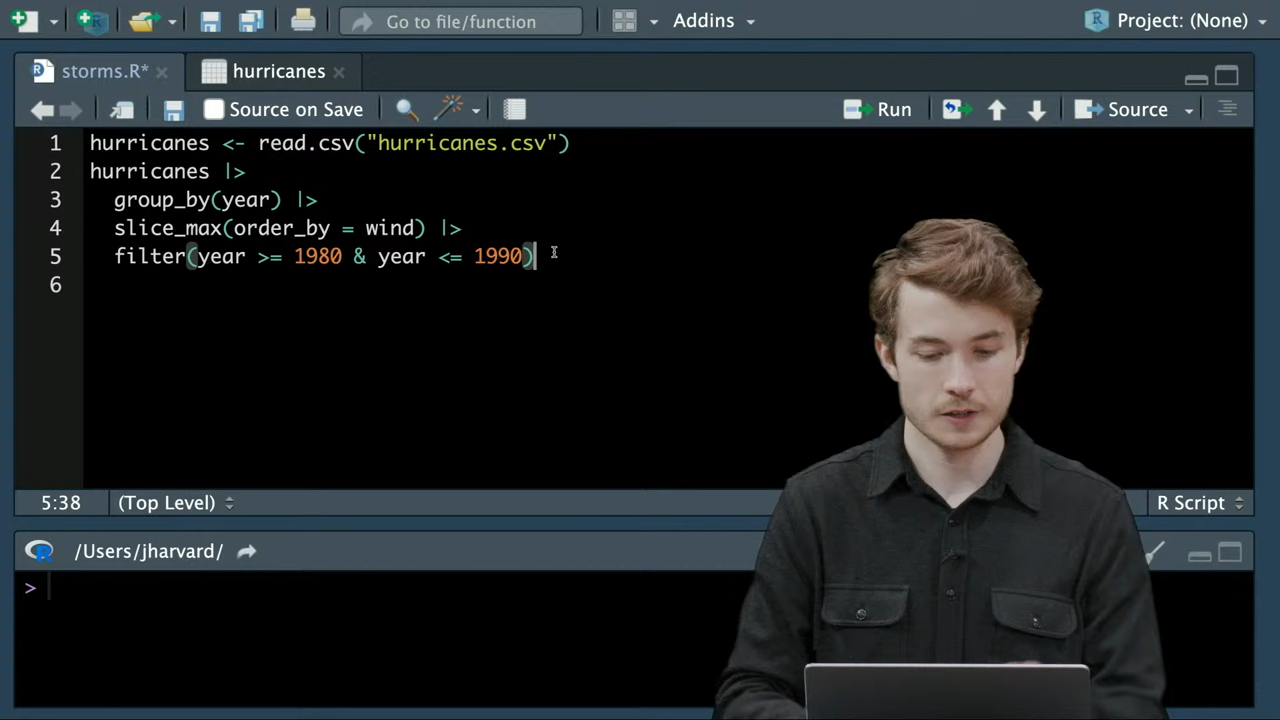 Go to file/function
Addins
Project: (None)
storms.R*
hurricanes
Source on Save
Run
Source
1 hurricanes <- read.csv("hurricanes.csv")
2 hurricanes |>
3 group_by(year) |>
4 slice_max(order_by = wind) |>
5 filter(year >= 1980 & year <= 1990)
6
5:38
(Top Level)
R Script
R /Users/jharvard/
>